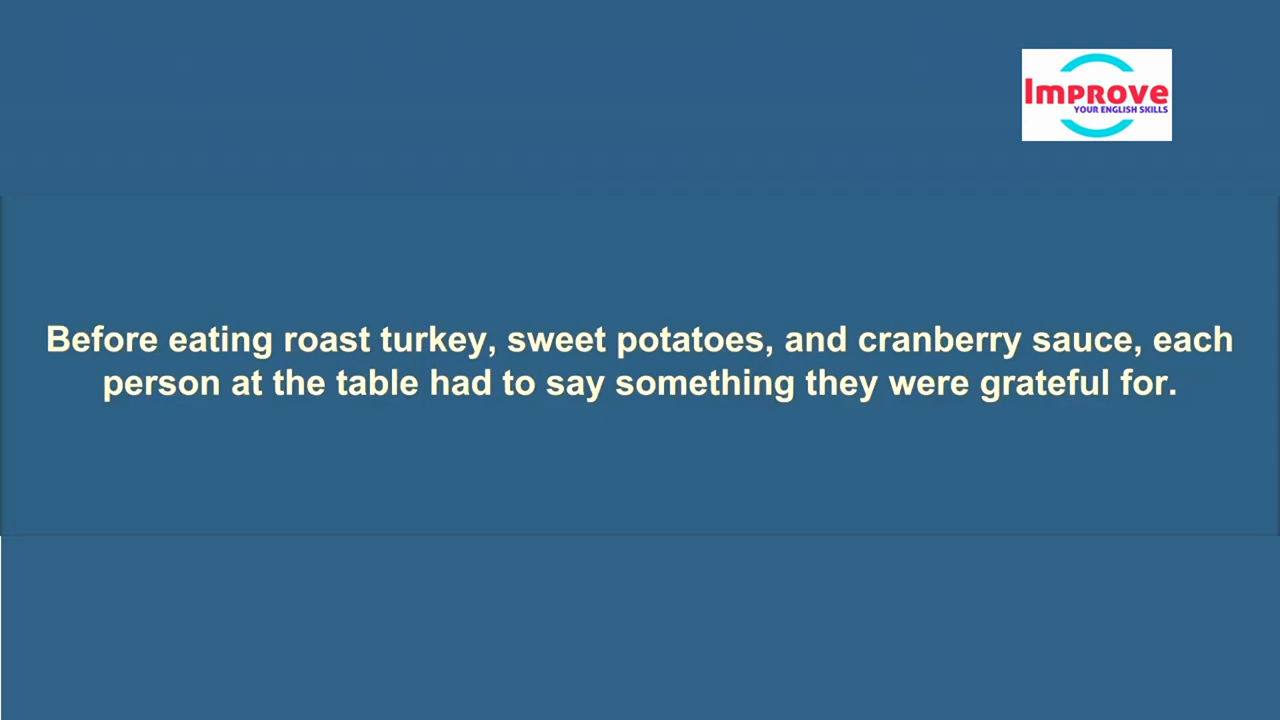 Improve
YOUR ENGLISH SKILLS
Before eating roast turkey, sweet potatoes, and cranberry sauce, each
person at the table had to say something they were grateful for.